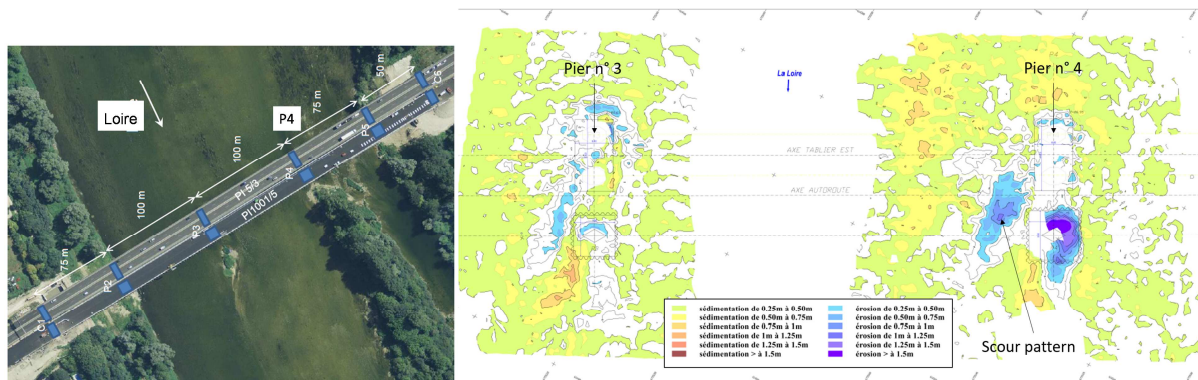 Loire
P4
50 m
75 m
100 m
100 m
75 m
C6
P5
P4
P3
P2
PI 5/3
PI1001/5
Pier n° 3
La Loire
Pier n° 4
AXE TABLIER EST
AXE AUTOROUTE
sédimentation de 0.25m à 0.50m
sédimentation de 0.50m à 0.75m
sédimentation de 0.75m à 1m
sédimentation de 1m à 1.25m
sédimentation de 1.25m à 1.5m
sédimentation > à 1.5m
érosion de 0.25m à 0.50m
érosion de 0.50m à 0.75m
érosion de 0.75m à 1m
érosion de 1m à 1.25m
érosion de 1.25m à 1.5m
érosion > à 1.5m
Scour pattern